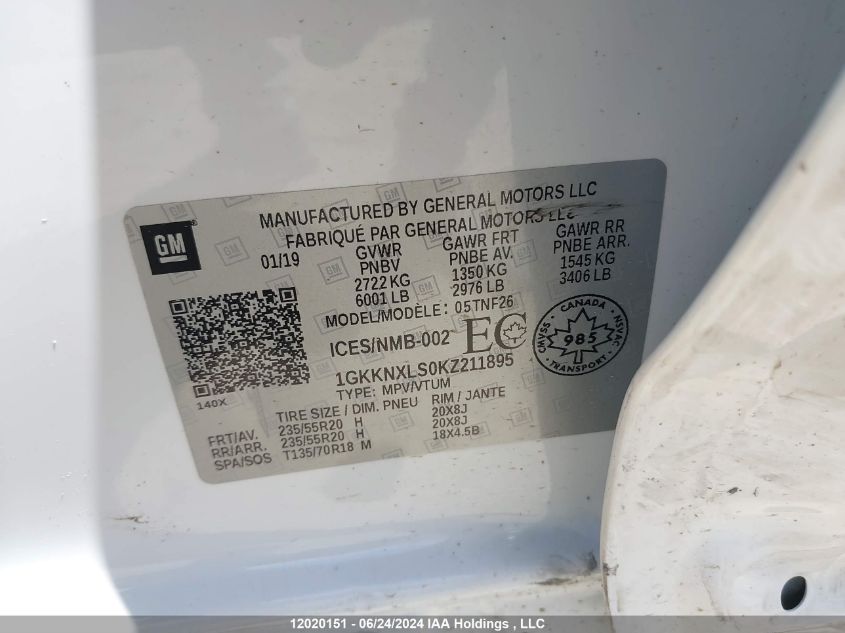 GM
MANUFACTURED BY GENERAL MOTORS LLC
FABRIQUÉ PAR GENERAL MOTORS LLC
01/19 GVWR GAWR FRT GAWR RR
PNBV PNBE AV. PNBE ARR.
2722 KG 1350 KG 1545 KG
6001 LB 2976 LB 3406 LB
MODEL/MODÈLE: 05TNF26
ICES/NMB-002 EC
CANADA
CMVSS 985 NSVAC
TRANSPORT
1GKKNXLS0KZ211895
TYPE: MPV/VTUM
140X
TIRE SIZE / DIM. PNEU RIM / JANTE
FRT/AV. 235/55R20 H 20X8J
RR/ARR. 235/55R20 H 20X8J
SPA/SOS T135/70R18 M 18X4.5B
12020151 - 06/24/2024 IAA Holdings, LLC